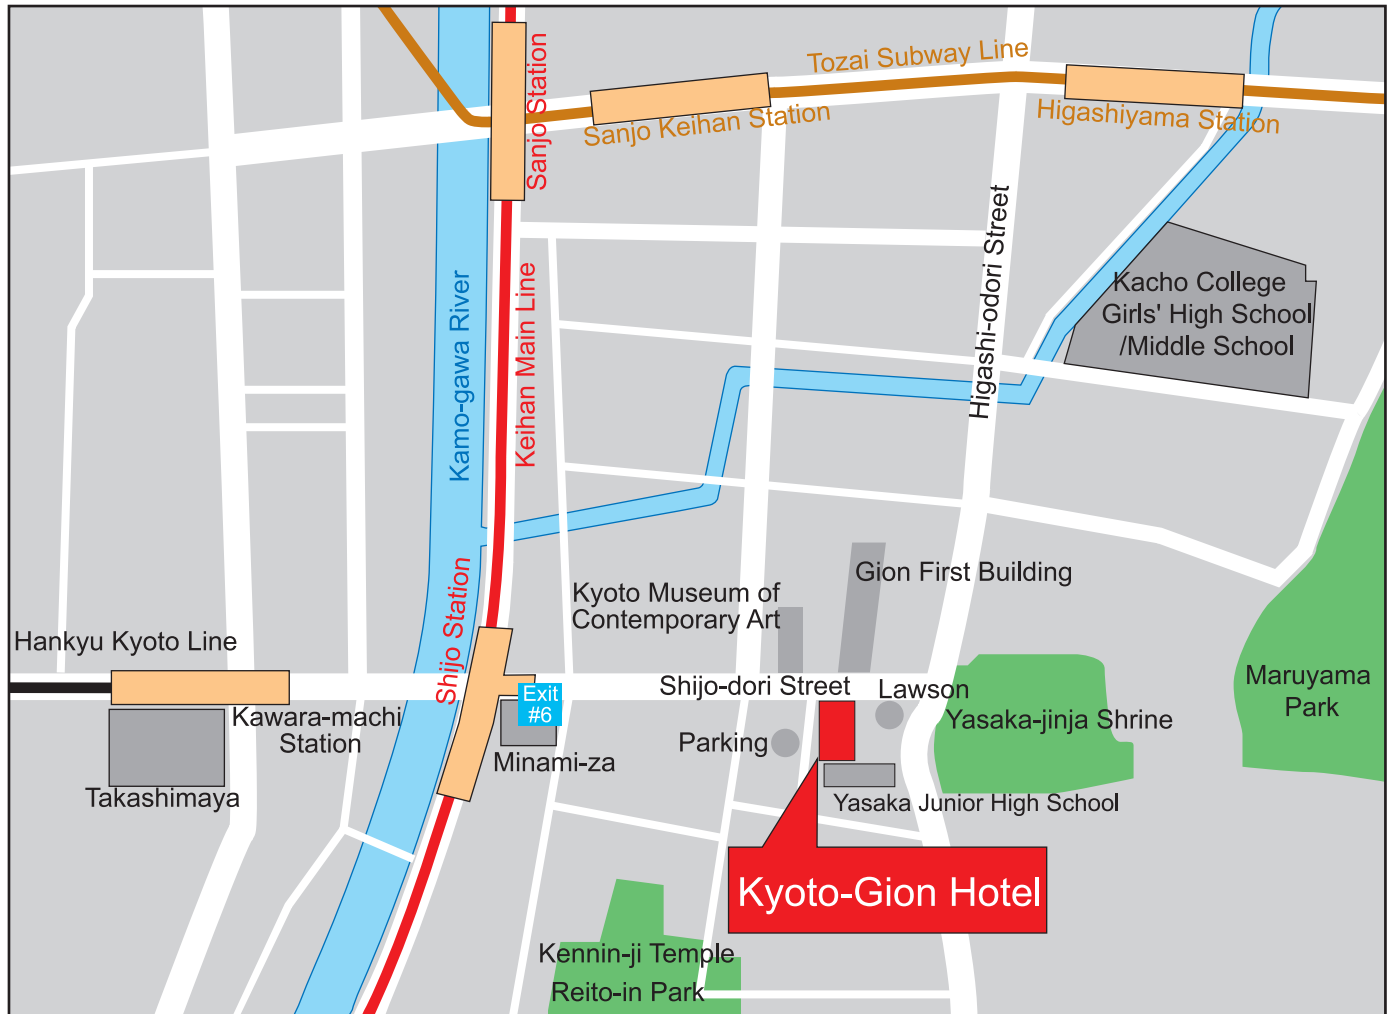 Tozai Subway Line
Sanjo Station
Sanjo Keihan Station
Higashiyama Station
Higashi-odori Street
Kamo-gawa River
Keihan Main Line
Kacho College
Girls' High School
/Middle School
Gion First Building
Kyoto Museum of
Contemporary Art
Shijo Station
Hankyu Kyoto Line
Kawara-machi
Station
Takashimaya
Exit
#6
Minami-za
Shijo-dori Street
Lawson
Parking
Yasaka-jinja Shrine
Maruyama
Park
Yasaka Junior High School
Kyoto-Gion Hotel
Kennin-ji Temple
Reito-in Park